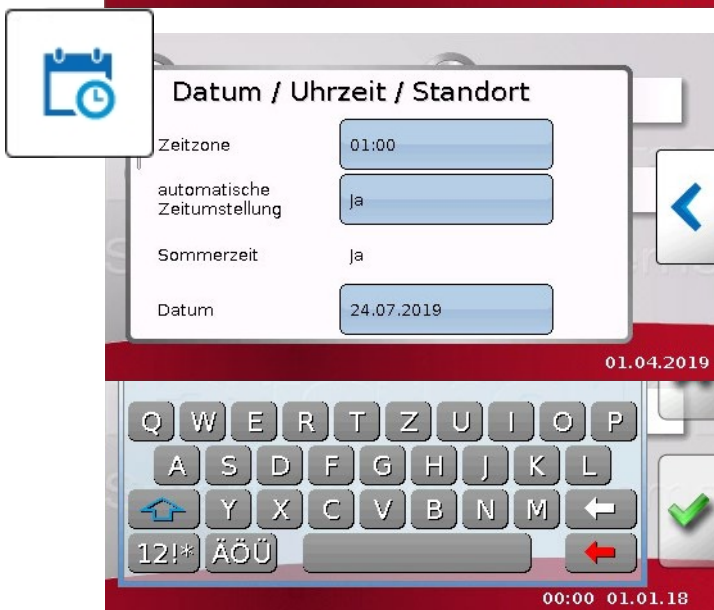 Datum / Uhrzeit / Standort
Zeitzone 01:00
automatische
Zeitumstellung Ja
Sommerzeit Ja
Datum 24.07.2019
01.04.2019
Q W E R T Z U I O P
A S D F G H J K L
Y X C V B N M
12!* ÄÖÜ
00:00 01.01.18